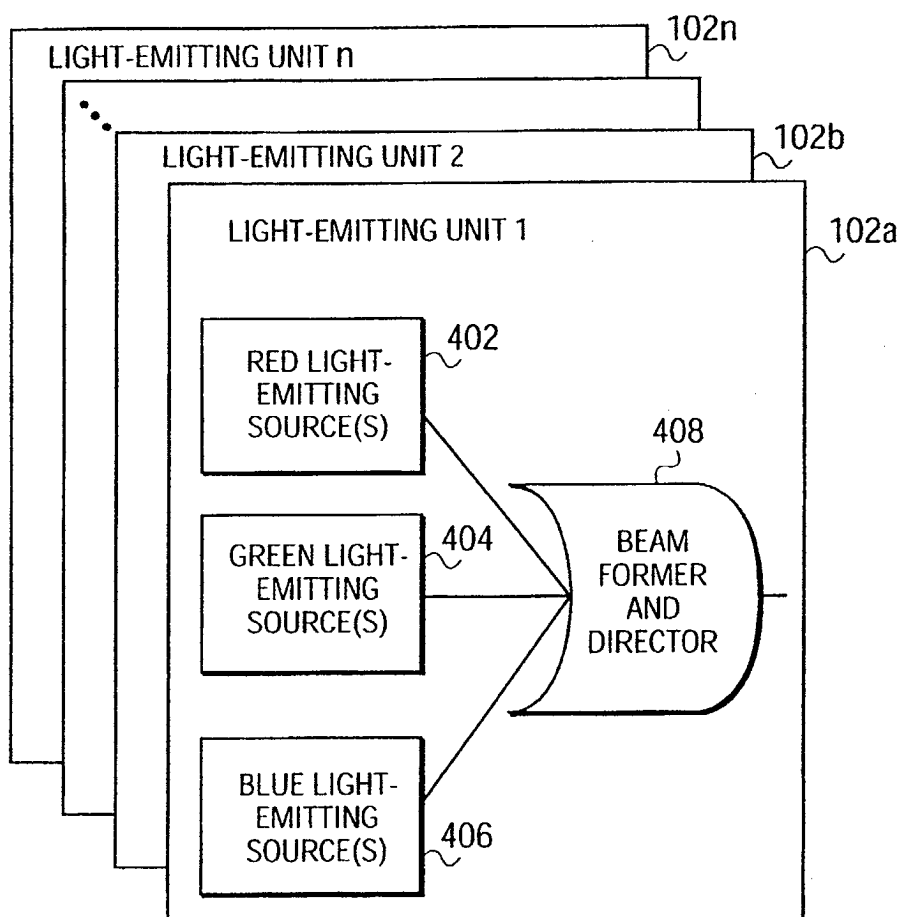 LIGHT-EMITTING UNIT n
102n
LIGHT-EMITTING UNIT 2
102b
LIGHT-EMITTING UNIT 1
102a
RED LIGHT-
EMITTING
SOURCE(S)
402
GREEN LIGHT-
EMITTING
SOURCE(S)
404
BLUE LIGHT-
EMITTING
SOURCE(S)
406
408
BEAM
FORMER
AND
DIRECTOR